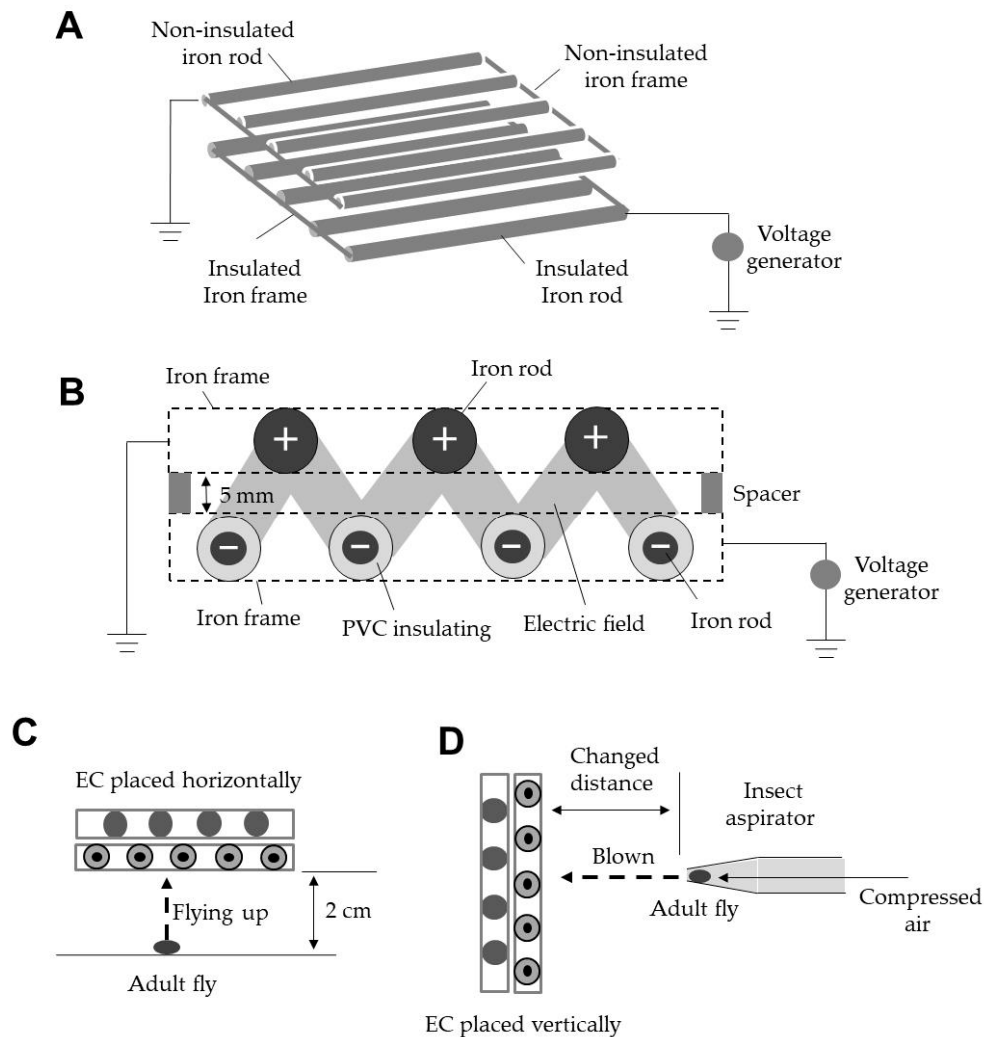 A
Non-insulated
iron rod
Non-insulated
iron frame
Insulated
Iron frame
Insulated
Iron rod
Voltage
generator
B
Iron frame
Iron rod
+ + +
5 mm
Spacer
− − − −
Iron frame
PVC insulating
Electric field
Iron rod
Voltage
generator
C
EC placed horizontally
Flying up
2 cm
Adult fly
D
Changed
distance
Insect
aspirator
Blown
Adult fly
Compressed
air
EC placed vertically